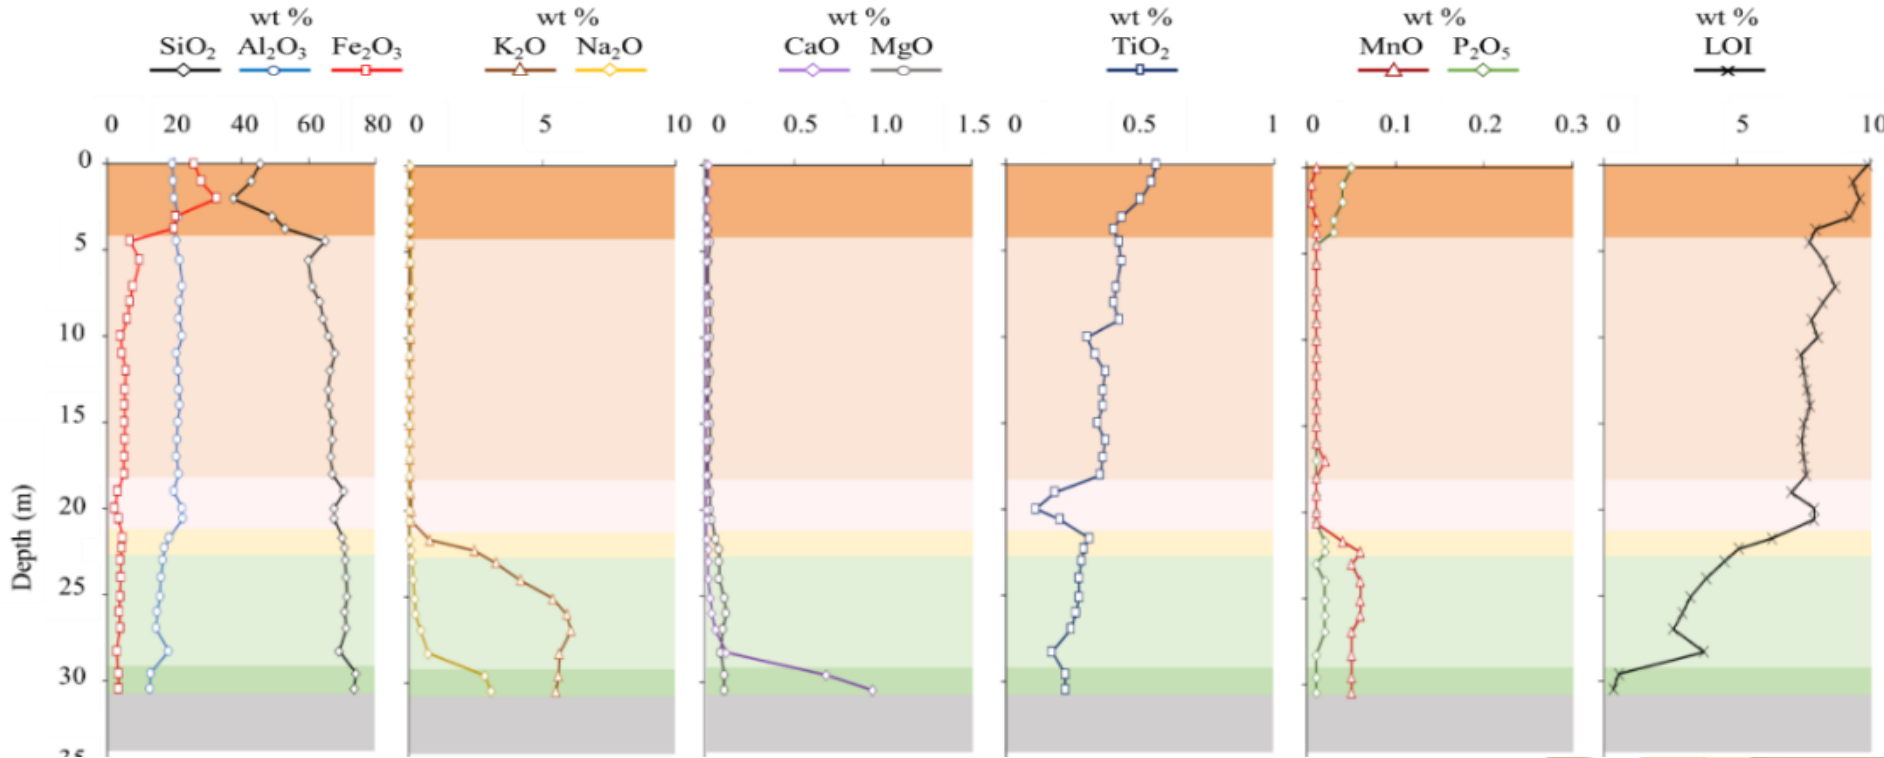 wt % wt % wt % wt % wt % wt %
SiO₂ Al₂O₃ Fe₂O₃ K₂O Na₂O CaO MgO TiO₂ MnO P₂O₅ LOI
0 20 40 60 80 0 5 10 0 0.5 1.0 1.5 0 0.5 1 0 0.1 0.2 0.3 0 5 10
0
5
10
15
20
25
30
35
Depth (m)